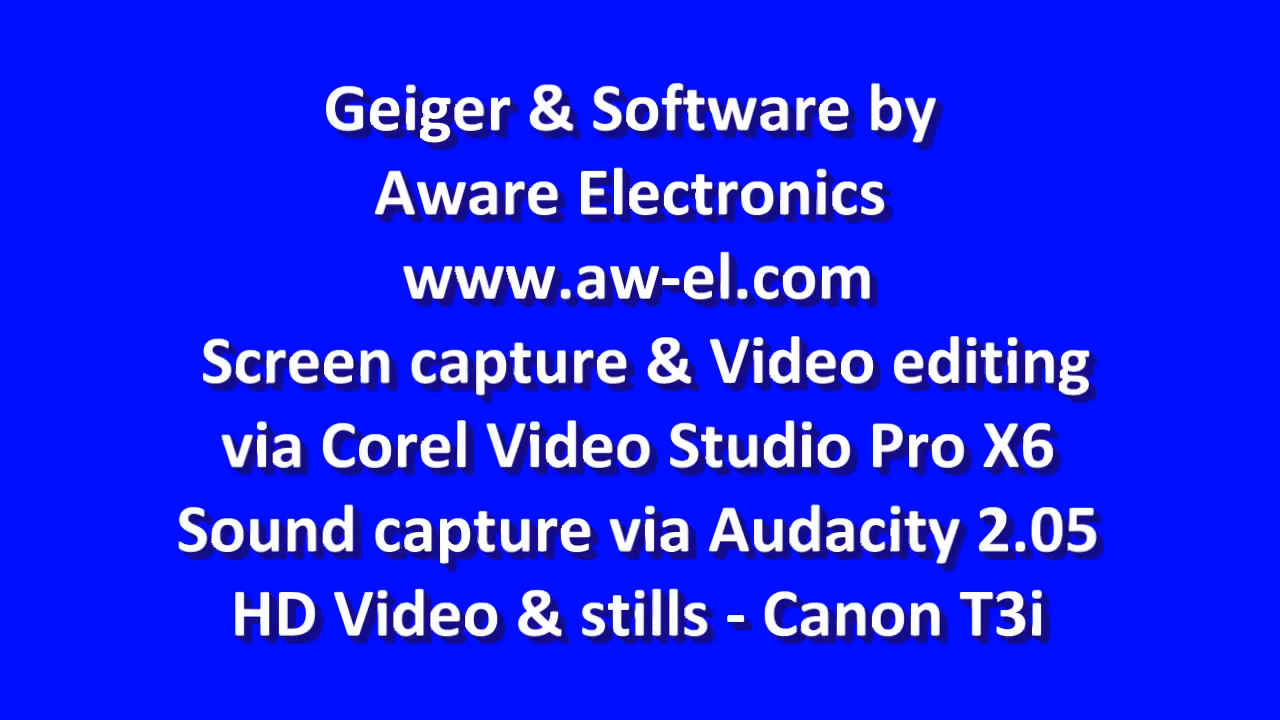 Geiger & Software by
Aware Electronics
www.aw-el.com
Screen capture & Video editing
via Corel Video Studio Pro X6
Sound capture via Audacity 2.05
HD Video & stills - Canon T3i